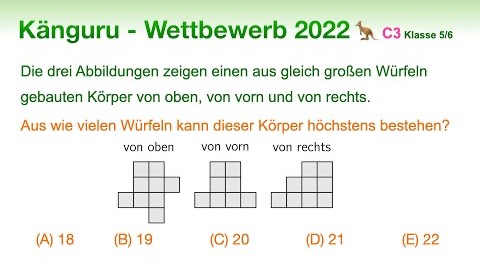 Känguru - Wettbewerb 2022 C3 Klasse 5/6
Die drei Abbildungen zeigen einen aus gleich großen Würfeln
gebauten Körper von oben, von vorn und von rechts.
Aus wie vielen Würfeln kann dieser Körper höchstens bestehen?
von oben von vorn von rechts
(A) 18 (B) 19 (C) 20 (D) 21 (E) 22